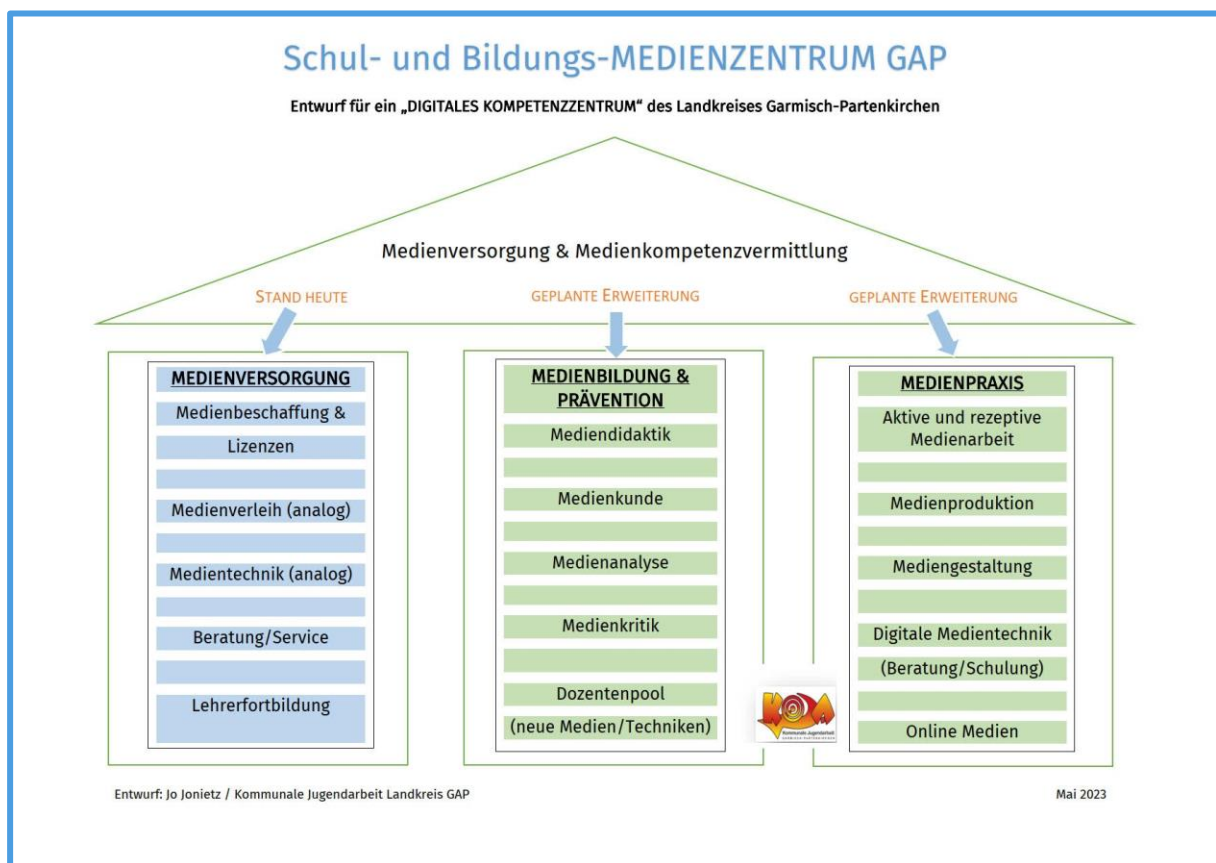 Schul- und Bildungs-MEDIENZENTRUM GAP
Entwurf für ein „DIGITALES KOMPETENZZENTRUM“ des Landkreises Garmisch-Partenkirchen
Medienversorgung & Medienkompetenzvermittlung
STAND HEUTE
GEPLANTE ERWEITERUNG
GEPLANTE ERWEITERUNG
MEDIENVERSORGUNG
Medienbeschaffung &
Lizenzen
Medienverleih (analog)
Medientechnik (analog)
Beratung/Service
Lehrerfortbildung
MEDIENBILDUNG &
PRÄVENTION
Mediendidaktik
Medienkunde
Medienanalyse
Medienkritik
Dozentenpool
(neue Medien/Techniken)
KOJA
Kommunale Jugendarbeit
MEDIENPRAXIS
Aktive und rezeptive
Medienarbeit
Medienproduktion
Mediengestaltung
Digitale Medientechnik
(Beratung/Schulung)
Online Medien
Entwurf: Jo Jonietz / Kommunale Jugendarbeit Landkreis GAP
Mai 2023